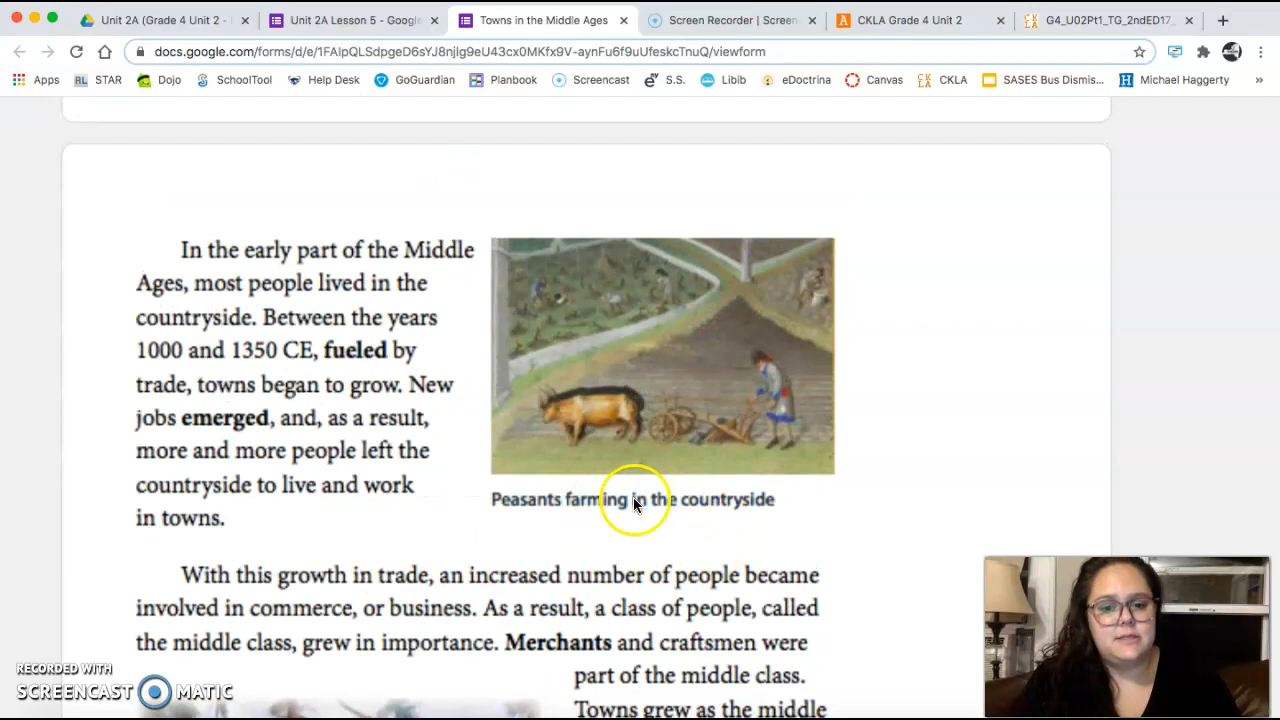 Unit 2A (Grade 4 Unit 2 -
Unit 2A Lesson 5 - Google
Towns in the Middle Ages
Screen Recorder | Screen
CKLA Grade 4 Unit 2
G4_U02Pt1_TG_2ndED17_
docs.google.com/forms/d/e/1FAIpQLSdpgeD6sYJ8njlg9eU43cx0MKfx9V-aynFu6f9uUfeskcTnuQ/viewform
Apps
STAR
Dojo
SchoolTool
Help Desk
GoGuardian
Planbook
Screencast
S.S.
Libib
eDoctrina
Canvas
CKLA
SASES Bus Dismis...
Michael Haggerty
In the early part of the Middle
Ages, most people lived in the
countryside. Between the years
1000 and 1350 CE, fueled by
trade, towns began to grow. New
jobs emerged, and, as a result,
more and more people left the
countryside to live and work
in towns.
Peasants farming in the countryside
With this growth in trade, an increased number of people became
involved in commerce, or business. As a result, a class of people, called
the middle class, grew in importance. Merchants and craftsmen were
part of the middle class.
Towns grew as the middle
RECORDED WITH
SCREENCAST MATIC